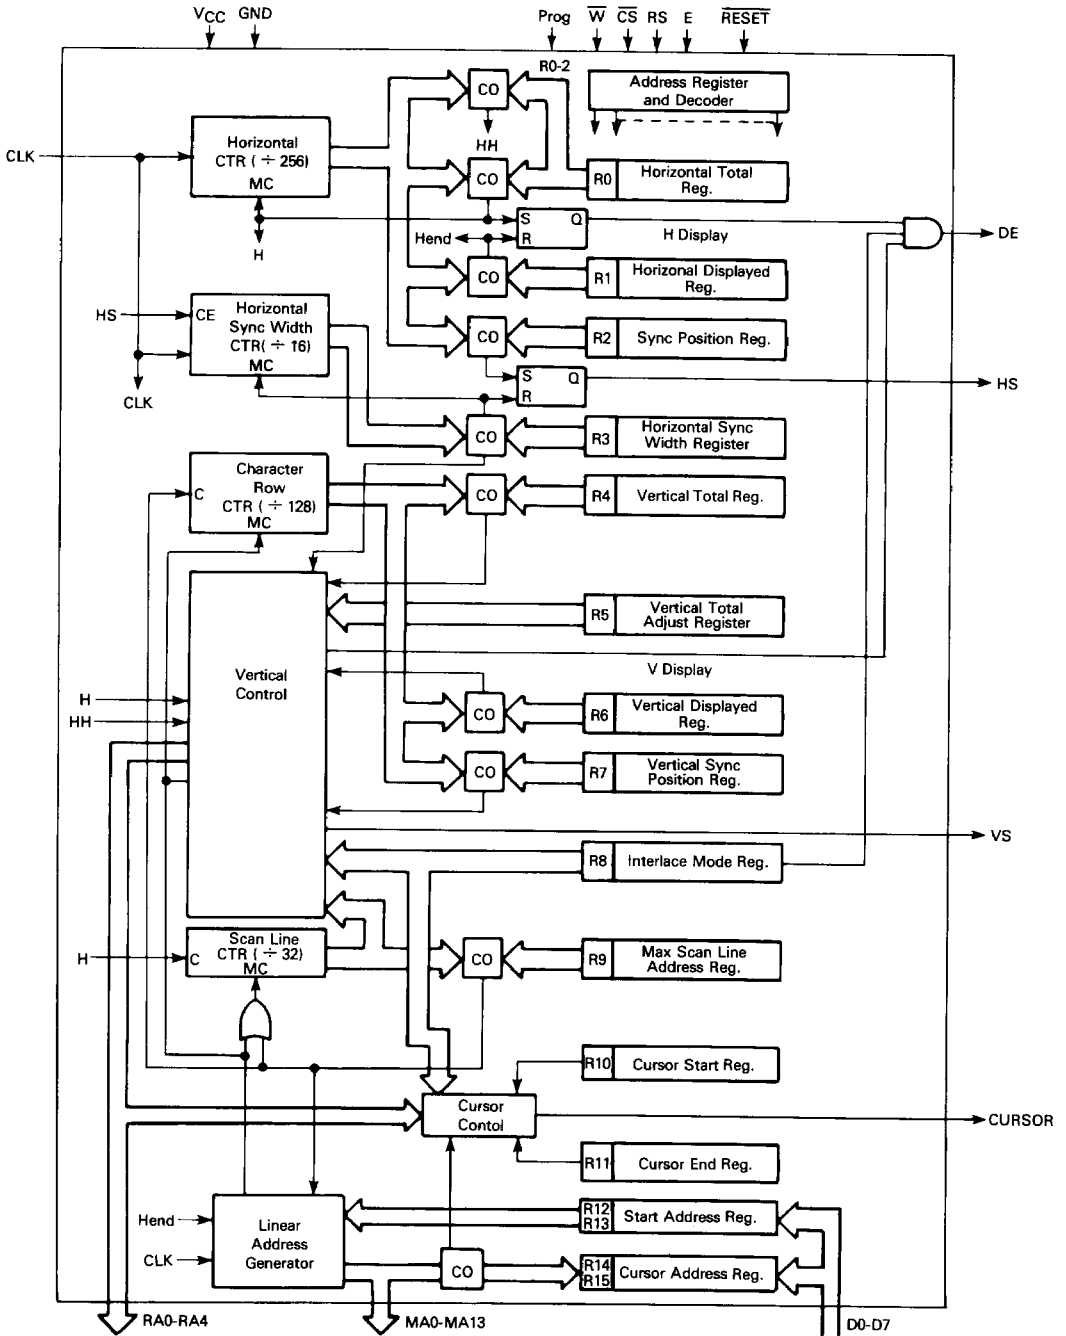 VCC GND
Prog W CS RS E RESET
R0-2
Address Register
and Decoder
CO
HH
CLK
Horizontal
CTR ( ÷ 256)
MC
CO
R0 Horizontal Total
Reg.
H
S Q
R
H Display
DE
Hend
CO
R1 Horizonal Displayed
Reg.
HS
CE Horizontal
Sync Width
CTR( ÷ 16)
MC
CO
R2 Sync Position Reg.
CLK
S Q
R
HS
CO
R3 Horizontal Sync
Width Register
Character
Row
C CTR ( ÷ 128)
MC
CO
R4 Vertical Total Reg.
R5 Vertical Total
Adjust Register
Vertical
Control
V Display
H
HH
CO
R6 Vertical Displayed
Reg.
CO
R7 Vertical Sync
Position Reg.
VS
R8 Interlace Mode Reg.
H
C Scan Line
CTR ( ÷ 32)
MC
CO
R9 Max Scan Line
Address Reg.
R10 Cursor Start Reg.
Cursor
Contol
CURSOR
R11 Cursor End Reg.
Hend
CLK
Linear
Address
Generator
R12
R13 Start Address Reg.
CO
R14
R15 Cursor Address Reg.
RA0-RA4 MA0-MA13 D0-D7